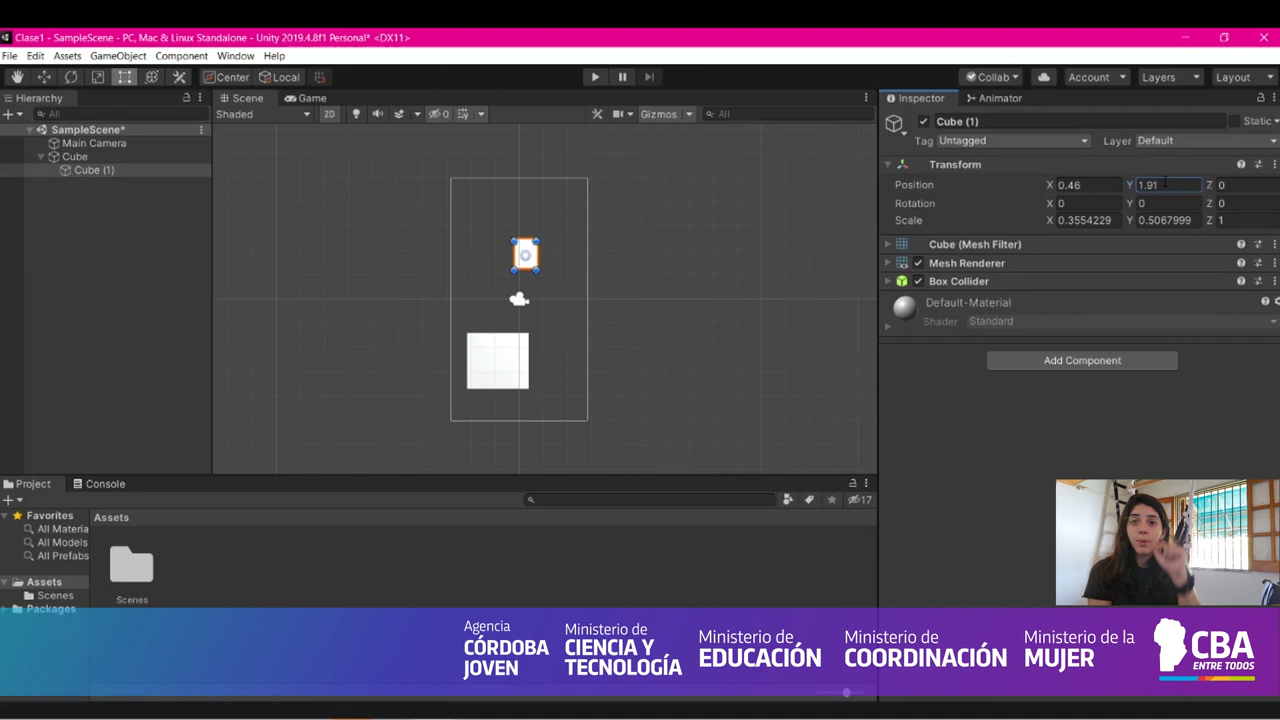 Clase1 - SampleScene - PC, Mac & Linux Standalone - Unity 2019.4.8f1 Personal* <DX11>
File Edit Assets GameObject Component Window Help
Center Local Collab Account Layers Layout
Hierarchy Scene Game Inspector Animator
All
Shaded 2D 0 Gizmos All
SampleScene*
Main Camera
Cube
Cube (1)
Cube (1) Static
Tag Untagged Layer Default
Transform
Position X 0.46 Y 1.91 Z 0
Rotation X 0 Y 0 Z 0
Scale X 0.3554229 Y 0.5067999 Z 1
Cube (Mesh Filter)
Mesh Renderer
Box Collider
Default-Material
Shader Standard
Add Component
Project Console
17
Favorites
All Materia
All Models
All Prefabs
Assets
Scenes
Packages
Assets
Scenes
Agencia
CÓRDOBA
JOVEN
Ministerio de
CIENCIA Y
TECNOLOGÍA
Ministerio de
EDUCACIÓN
Ministerio de
COORDINACIÓN
Ministerio de la
MUJER
CBA
ENTRE TODOS